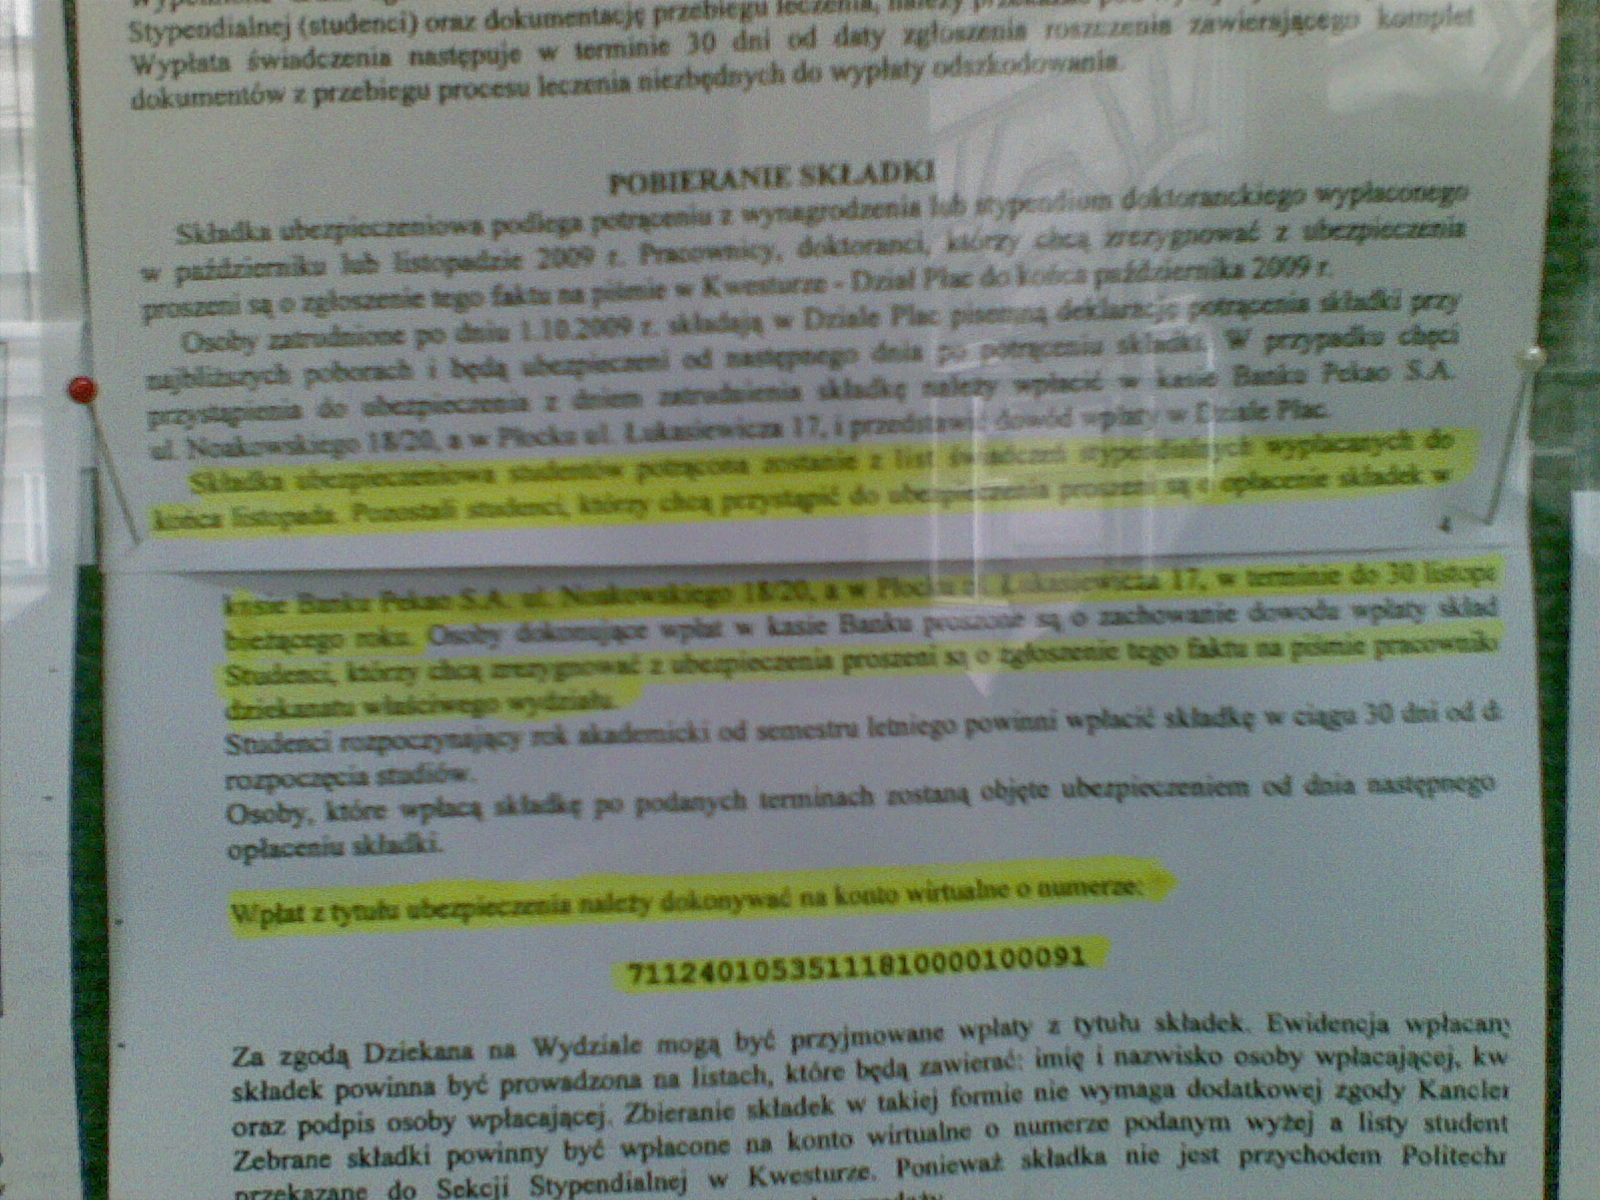 Stypendialnej (studenci) oraz dokumentację przebiegu leczenia, należy
Wypłata świadczenia następuje w terminie 30 dni od daty zgłoszenia roszczenia zawierającego komplet
dokumentów z przebiegu procesu leczenia niezbędnych do wypłaty odszkodowania.
POBIERANIE SKŁADKI
Składka ubezpieczeniowa podlega potrąceniu z wynagrodzenia lub stypendium doktoranckiego wypłaconego
w październiku lub listopadzie 2009 r. Pracownicy, doktoranci, którzy chcą zrezygnować z ubezpieczenia
proszeni są o zgłoszenie tego faktu na piśmie w Kwesturze - Dział Płac do końca października 2009 r.
Osoby zatrudnione po dniu 1.10.2009 r. składają w Dziale Płac pisemną deklarację potrącenia składki przy
najbliższych poborach i będą ubezpieczeni od następnego dnia po potrąceniu składki. W przypadku chęci
przystąpienia do ubezpieczenia z dniem zatrudnienia składkę należy wpłacić w kasie Banku Pekao S.A.
ul. Noakowskiego 18/20, a w Płocku ul. Łukasiewicza 17, i przedstawić dowód wpłaty w Dziale Płac.
Składka ubezpieczeniowa studentów potrącona zostanie z list świadczeń stypendialnych wypłacanych do
końca listopada. Pozostali studenci, którzy chcą przystąpić do ubezpieczenia proszeni są o opłacenie składek w
4
kasie Banku Pekao S.A. ul. Noakowskiego 18/20, a w Płocku ul. Łukasiewicza 17, w terminie do 30 listopa
bieżącego roku. Osoby dokonujące wpłat w kasie Banku proszone są o zachowanie dowodu wpłaty skład
Studenci, którzy chcą zrezygnować z ubezpieczenia proszeni są o zgłoszenie tego faktu na piśmie pracowniko
dziekanatu właściwego wydziału.
Studenci rozpoczynający rok akademicki od semestru letniego powinni wpłacić składkę w ciągu 30 dni od d
rozpoczęcia studiów.
Osoby, które wpłacą składkę po podanych terminach zostaną objęte ubezpieczeniem od dnia następnego
opłaceniu składki.
Wpłat z tytułu ubezpieczenia należy dokonywać na konto wirtualne o numerze:
71124010535111810000100091
Za zgodą Dziekana na Wydziale mogą być przyjmowane wpłaty z tytułu składek. Ewidencja wpłacany
składek powinna być prowadzona na listach, które będą zawierać: imię i nazwisko osoby wpłacającej, kw
oraz podpis osoby wpłacającej. Zbieranie składek w takiej formie nie wymaga dodatkowej zgody Kancler
Zebrane składki powinny być wpłacone na konto wirtualne o numerze podanym wyżej a listy student
przekazane do Sekcji Stypendialnej w Kwesturze. Ponieważ składka nie jest przychodem Politechn